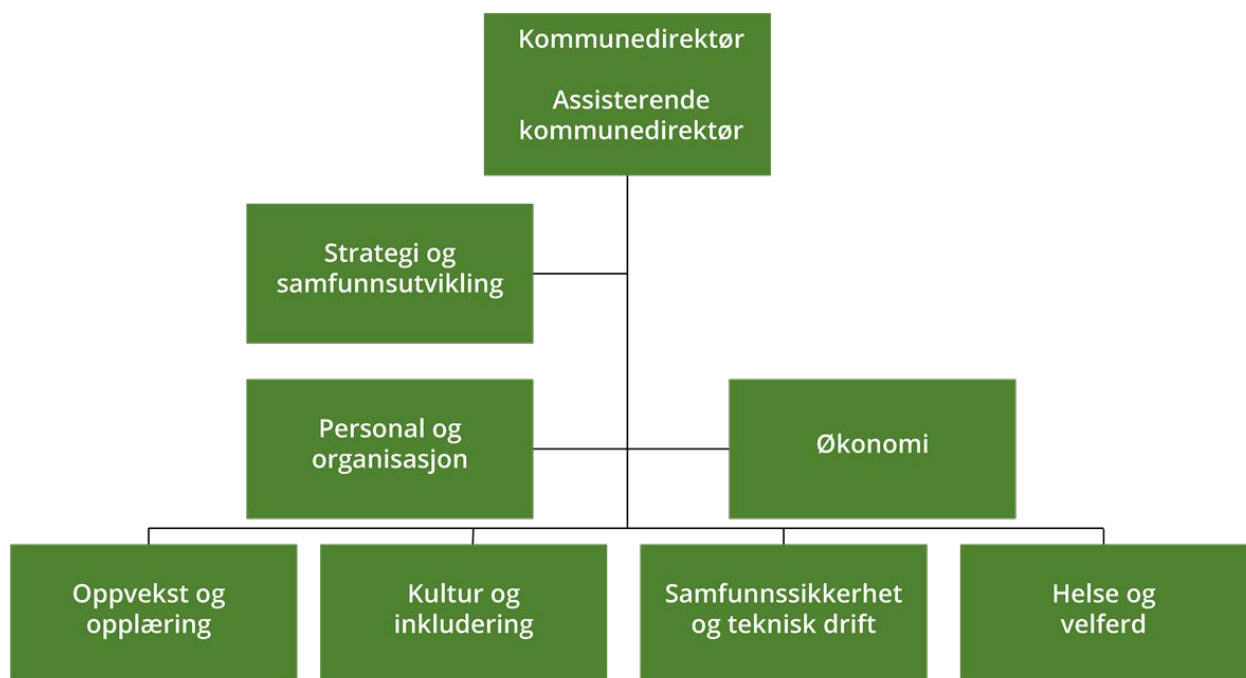 Kommunedirektør
Assisterende
kommunedirektør
Strategi og
samfunnsutvikling
Personal og
organisasjon
Økonomi
Oppvekst og
opplæring
Kultur og
inkludering
Samfunnssikkerhet
og teknisk drift
Helse og
velferd